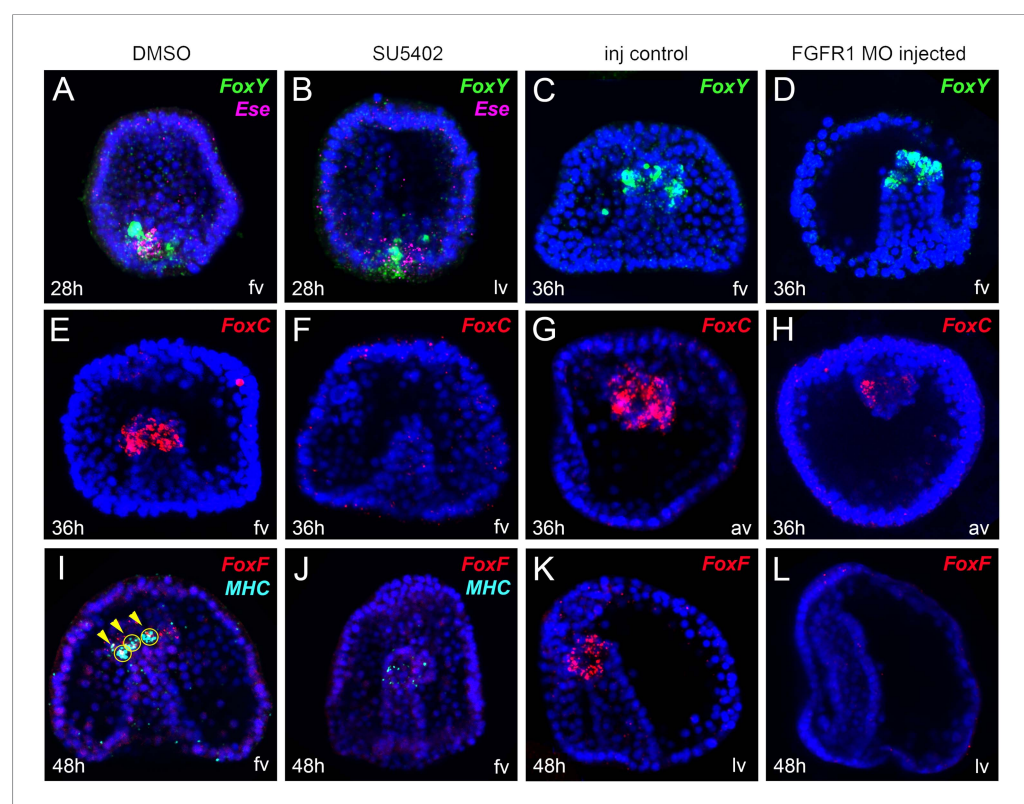 DMSO SU5402 inj control FGFR1 MO injected
A FoxY
Ese
28h fv
B FoxY
Ese
28h lv
C FoxY
36h fv
D FoxY
36h fv
E FoxC
36h fv
F FoxC
36h fv
G FoxC
36h av
H FoxC
36h av
I FoxF
MHC
48h fv
J FoxF
MHC
48h fv
K FoxF
48h lv
L FoxF
48h lv